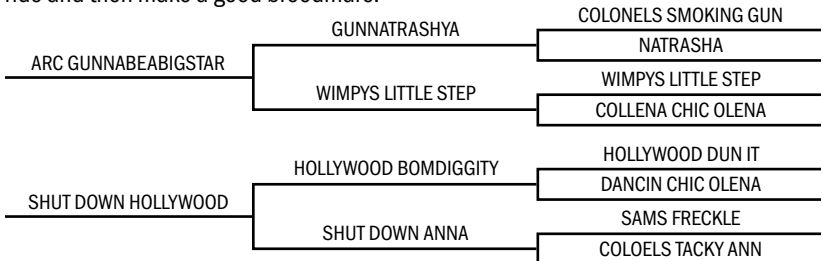 ride and then make a good broodmare.
COLONELS SMOKING GUN
GUNNATRASHYA
NATRASHA
ARC GUNNABEABIGSTAR
WIMPYS LITTLE STEP
WIMPYS LITTLE STEP
COLLENA CHIC OLENA
HOLLYWOOD DUN IT
HOLLYWOOD BOMDIGGITY
DANCIN CHIC OLENA
SHUT DOWN HOLLYWOOD
SAMS FRECKLE
SHUT DOWN ANNA
COLOELS TACKY ANN